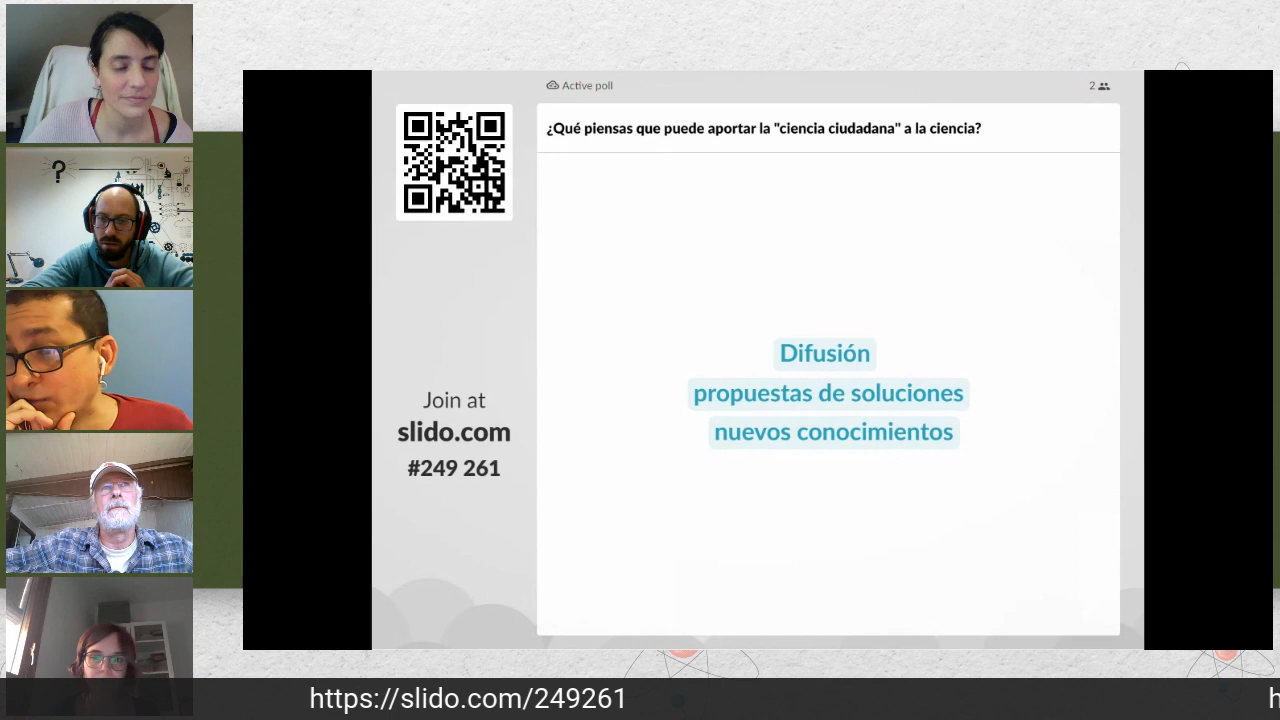 ?
Active poll
2
¿Qué piensas que puede aportar la "ciencia ciudadana" a la ciencia?
Difusión
propuestas de soluciones
nuevos conocimientos
Join at
slido.com
#249 261
https://slido.com/249261
h